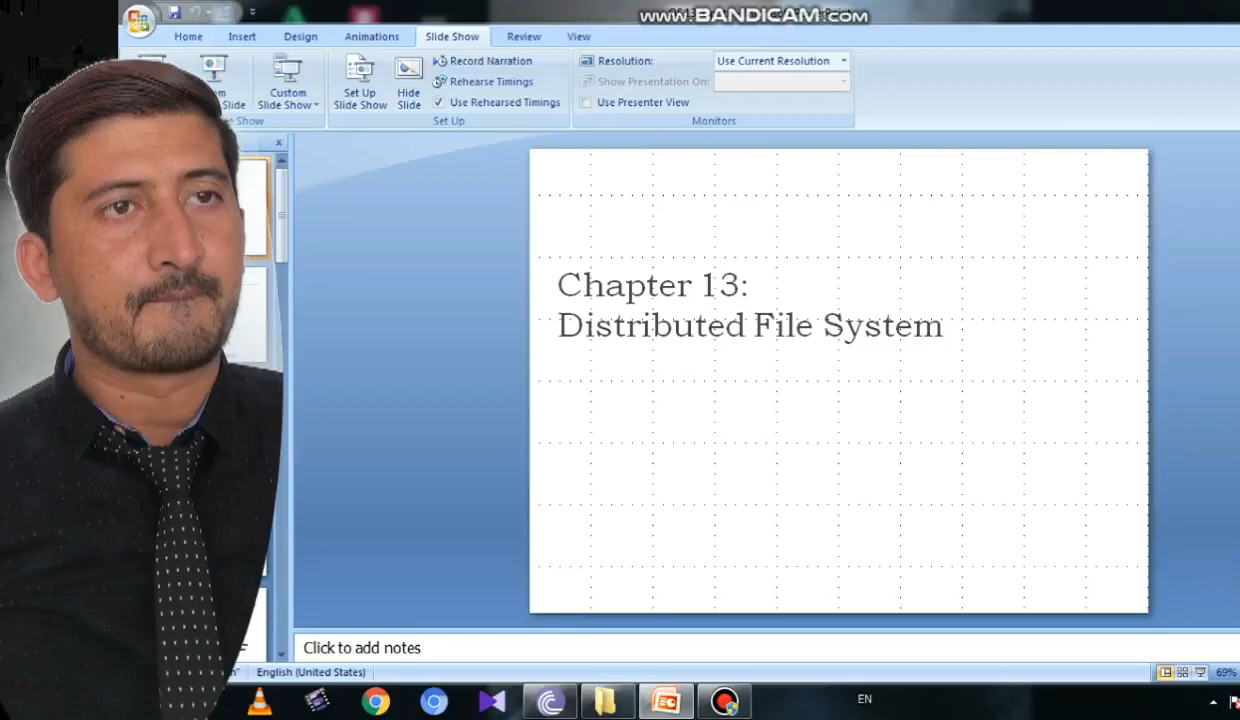 www.BANDICAM.com
Home Insert Design Animations Slide Show Review View
Record Narration
Rehearse Timings
Use Rehearsed Timings
Slide
Custom
Slide Show
Set Up
Slide Show
Hide
Slide
Set Up
Resolution: Use Current Resolution
Show Presentation On:
Use Presenter View
Monitors
Show
Chapter 13:
Distributed File System
Click to add notes
English (United States)
69%
EN